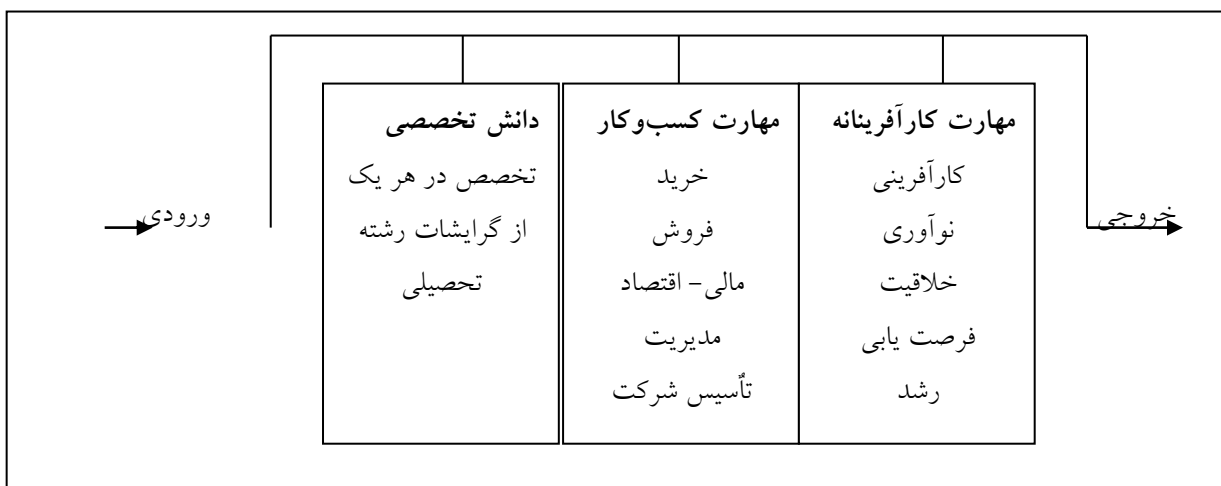 مهارت کارآفرینانه
کارآفرینی
نوآوری
خلاقیت
فرصت یابی
رشد
مهارت کسب‌وکار
خرید
فروش
مالی- اقتصاد
مدیریت
تأسیس شرکت
دانش تخصصی
تخصص در هر یک
از گرایشات رشته
تحصیلی
ورودی
خروجی